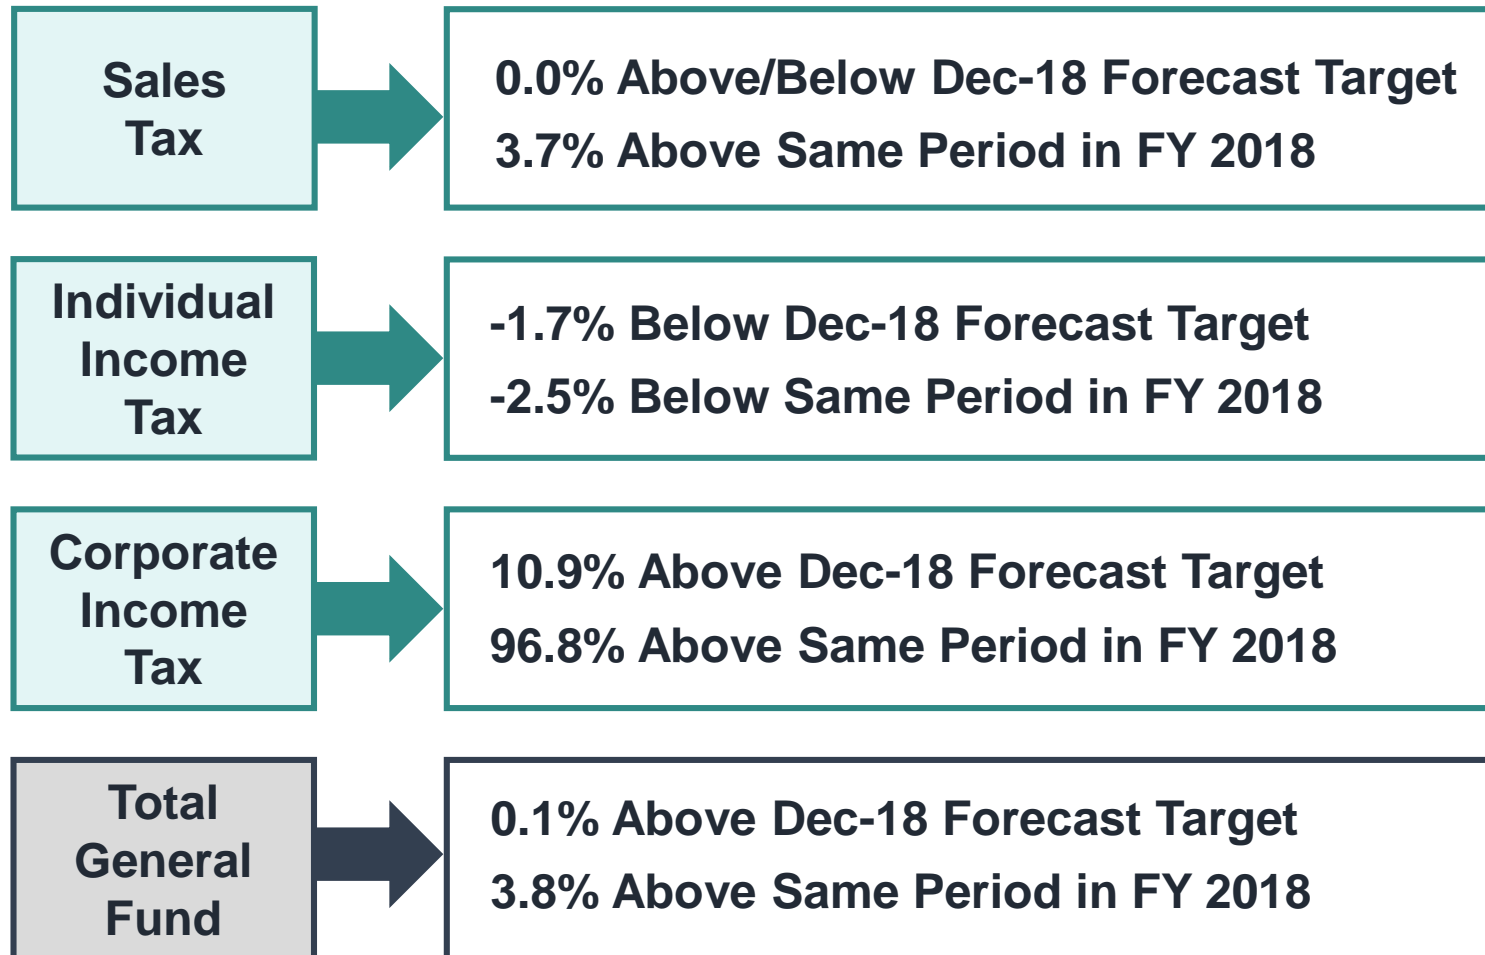 Sales
Tax
0.0% Above/Below Dec-18 Forecast Target
3.7% Above Same Period in FY 2018
Individual
Income
Tax
-1.7% Below Dec-18 Forecast Target
-2.5% Below Same Period in FY 2018
Corporate
Income
Tax
10.9% Above Dec-18 Forecast Target
96.8% Above Same Period in FY 2018
Total
General
Fund
0.1% Above Dec-18 Forecast Target
3.8% Above Same Period in FY 2018